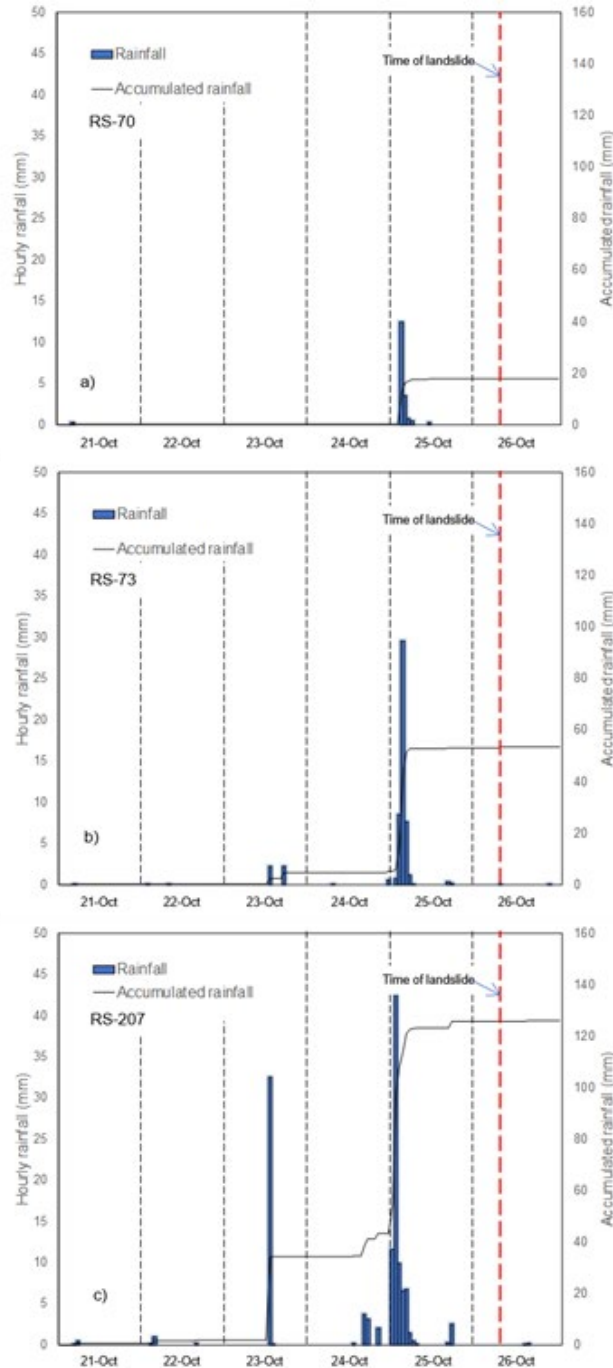 50
45
40
35
30
25
20
15
10
5
0
Hourly rainfall (mm)
160
140
120
100
80
60
40
20
0
Accumulated rainfall (mm)
Rainfall
Accumulated rainfall
RS-70
Time of landslide
a)
21-Oct 22-Oct 23-Oct 24-Oct 25-Oct 26-Oct
50
45
40
35
30
25
20
15
10
5
0
Hourly rainfall (mm)
160
140
120
100
80
60
40
20
0
Accumulated rainfall (mm)
Rainfall
Accumulated rainfall
RS-73
Time of landslide
b)
21-Oct 22-Oct 23-Oct 24-Oct 25-Oct 26-Oct
50
45
40
35
30
25
20
15
10
5
0
Hourly rainfall (mm)
160
140
120
100
80
60
40
20
0
Accumulated rainfall (mm)
Rainfall
Accumulated rainfall
RS-207
Time of landslide
c)
21-Oct 22-Oct 23-Oct 24-Oct 25-Oct 26-Oct